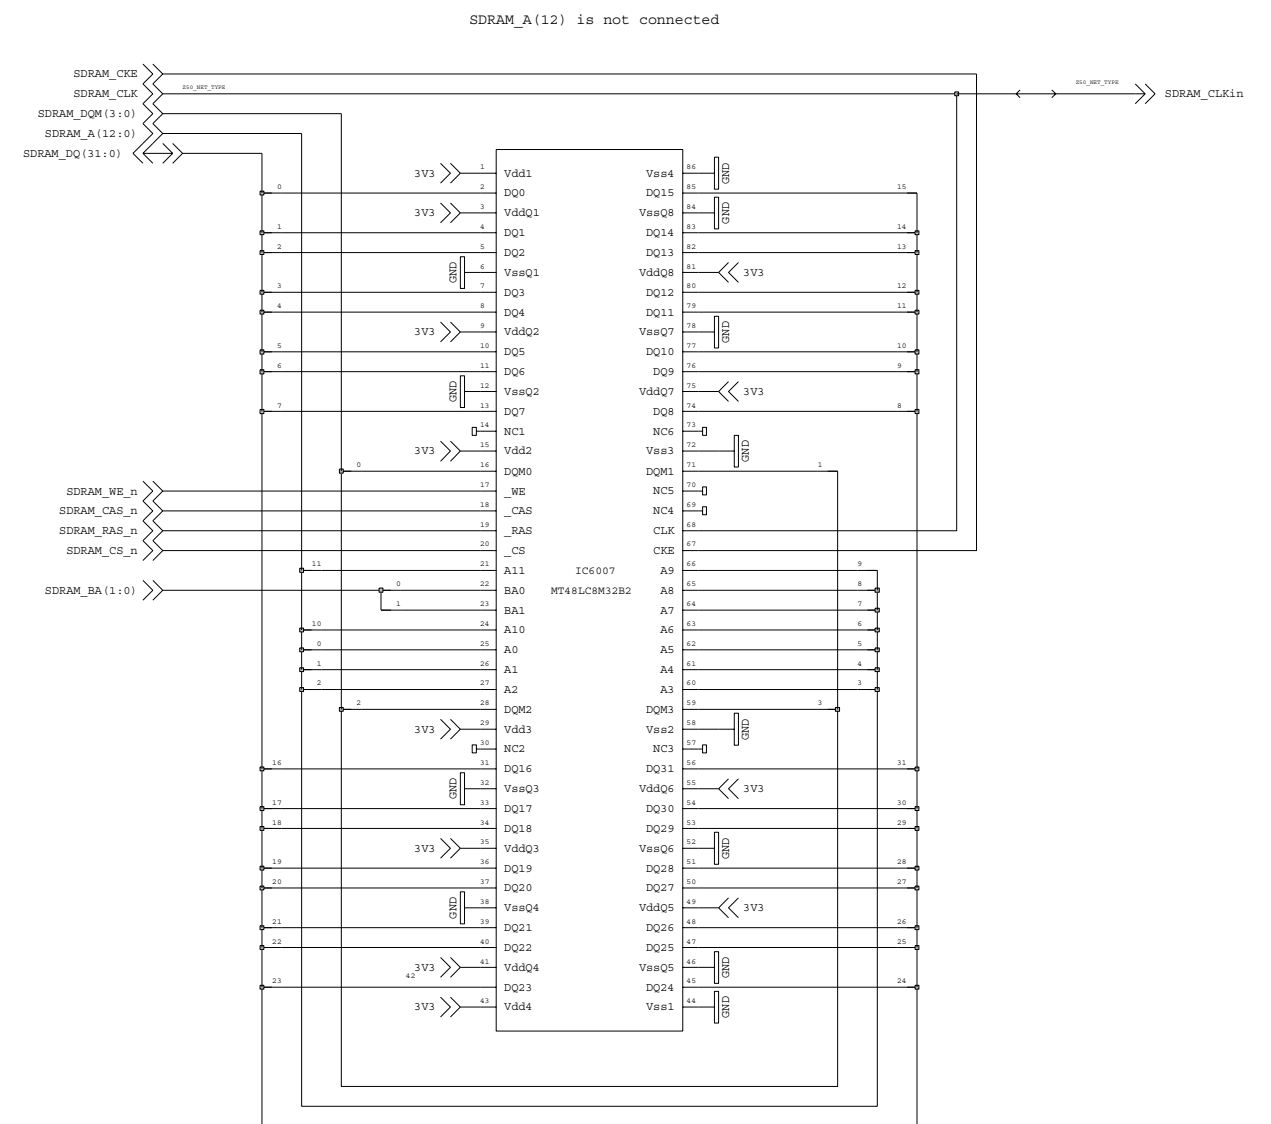 SDRAM_A(12) is not connected
SDRAM_CKE
SDRAM_CLK Z50_NET_TYPE Z50_NET_TYPE SDRAM_CLKin
SDRAM_DQM(3:0)
SDRAM_A(12:0)
SDRAM_DQ(31:0)
3V3 1 Vdd1 Vss4 86 GND
0 2 DQ0 DQ15 85 15
3V3 3 VddQ1 VssQ8 84 GND
1 4 DQ1 DQ14 83 14
2 5 DQ2 DQ13 82 13
GND 6 VssQ1 VddQ8 81 3V3
3 7 DQ3 DQ12 80 12
4 8 DQ4 DQ11 79 11
3V3 9 VddQ2 VssQ7 78 GND
5 10 DQ5 DQ10 77 10
6 11 DQ6 DQ9 76 9
GND 12 VssQ2 VddQ7 75 3V3
7 13 DQ7 DQ8 74 8
14 NC1 NC6 73
3V3 15 Vdd2 Vss3 72 GND
0 16 DQM0 DQM1 71 1
SDRAM_WE_n 17 _WE NC5 70
SDRAM_CAS_n 18 _CAS NC4 69
SDRAM_RAS_n 19 _RAS CLK 68
SDRAM_CS_n 20 _CS CKE 67
11 21 A11 IC6007 A9 66 9
SDRAM_BA(1:0) 0 22 BA0 MT48LC8M32B2 A8 65 8
1 23 BA1 A7 64 7
10 24 A10 A6 63 6
0 25 A0 A5 62 5
1 26 A1 A4 61 4
2 27 A2 A3 60 3
2 28 DQM2 DQM3 59 3
3V3 29 Vdd3 Vss2 58 GND
30 NC2 NC3 57
16 31 DQ16 DQ31 56 31
GND 32 VssQ3 VddQ6 55 3V3
17 33 DQ17 DQ30 54 30
18 34 DQ18 DQ29 53 29
3V3 35 VddQ3 VssQ6 52 GND
19 36 DQ19 DQ28 51 28
20 37 DQ20 DQ27 50 27
GND 38 VssQ4 VddQ5 49 3V3
21 39 DQ21 DQ26 48 26
22 40 DQ22 DQ25 47 25
3V3 41 VddQ4 VssQ5 46 GND
42
23 DQ23 DQ24 45 24
3V3 43 Vdd4 Vss1 44 GND